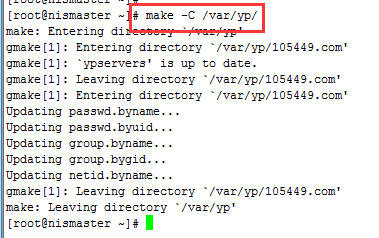 [root@nismaster ~]#
[root@nismaster ~]# make -C /var/yp/
make: Entering directory `/var/yp'
gmake[1]: Entering directory `/var/yp/105449.com'
gmake[1]: `ypservers' is up to date.
gmake[1]: Leaving directory `/var/yp/105449.com'
gmake[1]: Entering directory `/var/yp/105449.com'
Updating passwd.byname...
Updating passwd.byuid...
Updating group.byname...
Updating group.bygid...
Updating netid.byname...
gmake[1]: Leaving directory `/var/yp/105449.com'
make: Leaving directory `/var/yp'
[root@nismaster ~]#